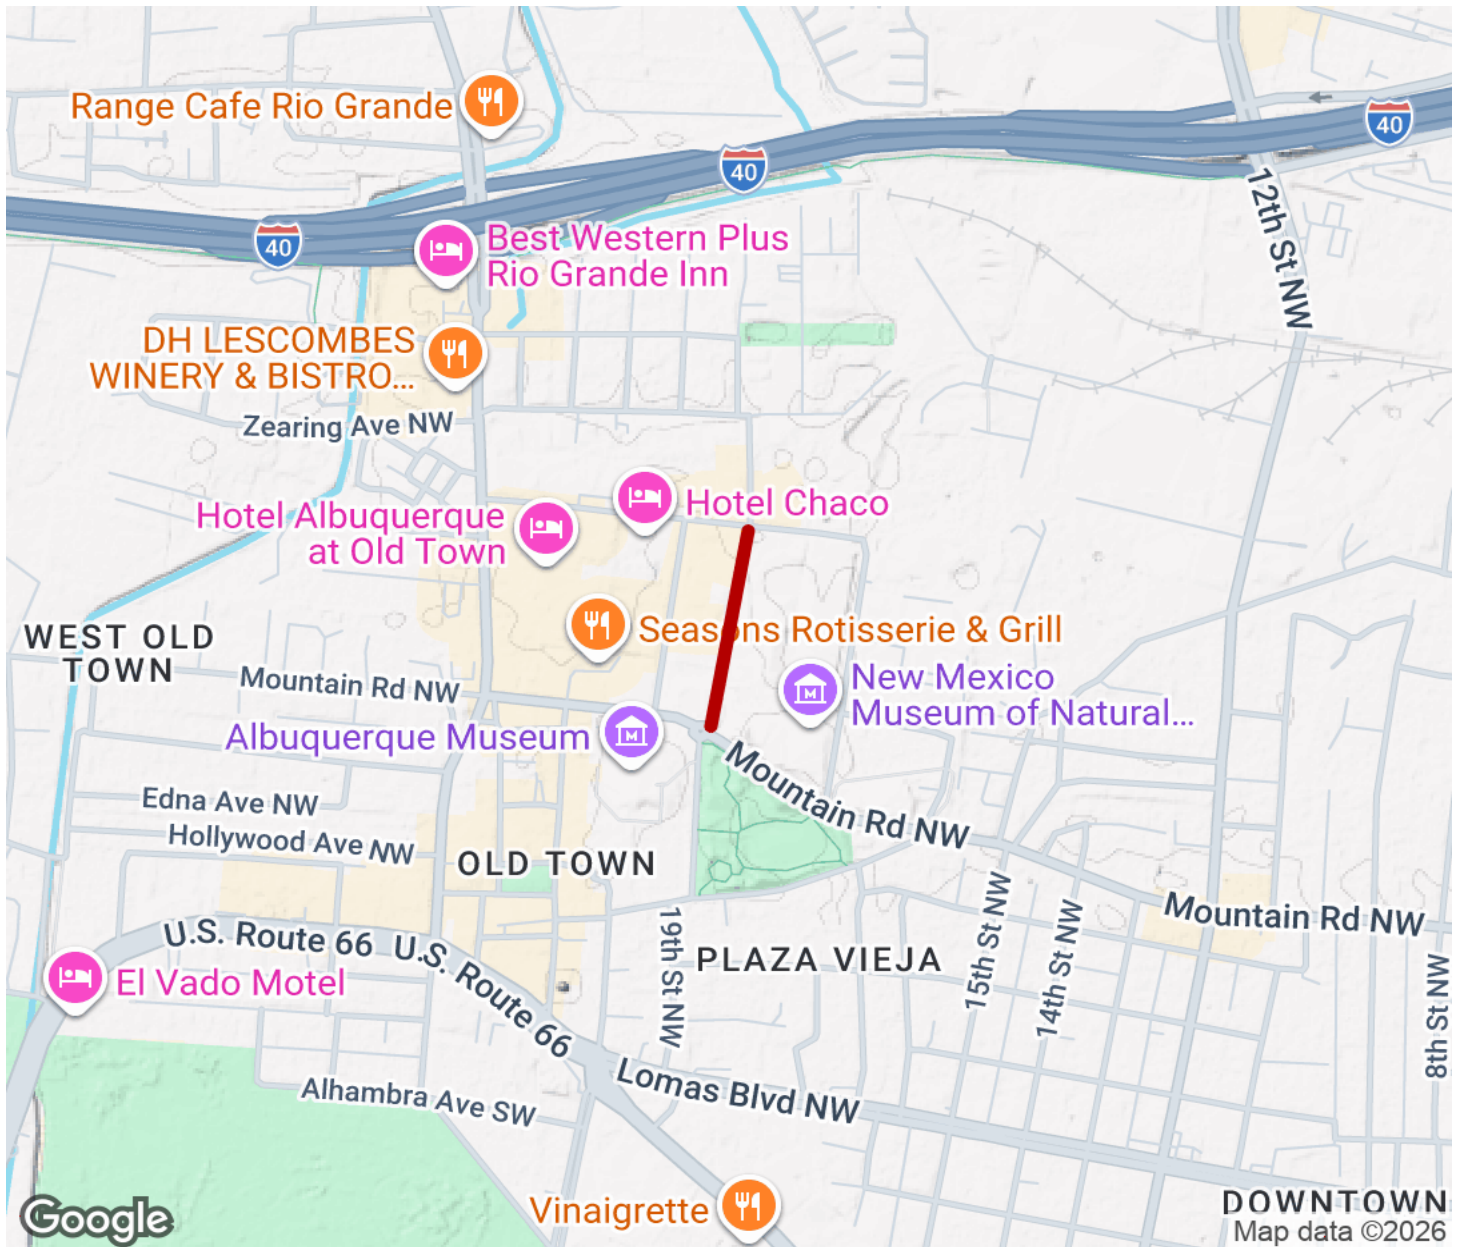 Range Cafe Rio Grande
40
40
40
12th St NW
Best Western Plus
Rio Grande Inn
DH LESCOMBES
WINERY & BISTRO...
Zearing Ave NW
Hotel Chaco
Hotel Albuquerque
at Old Town
Seasons Rotisserie & Grill
WEST OLD
TOWN
Mountain Rd NW
New Mexico
Museum of Natural...
Albuquerque Museum
Mountain Rd NW
Edna Ave NW
Hollywood Ave NW
OLD TOWN
15th St NW
14th St NW
Mountain Rd NW
U.S. Route 66
U.S. Route 66
19th St NW
PLAZA VIEJA
El Vado Motel
8th St NW
Alhambra Ave SW
Lomas Blvd NW
Vinaigrette
DOWNTOWN
Google
Map data ©2026